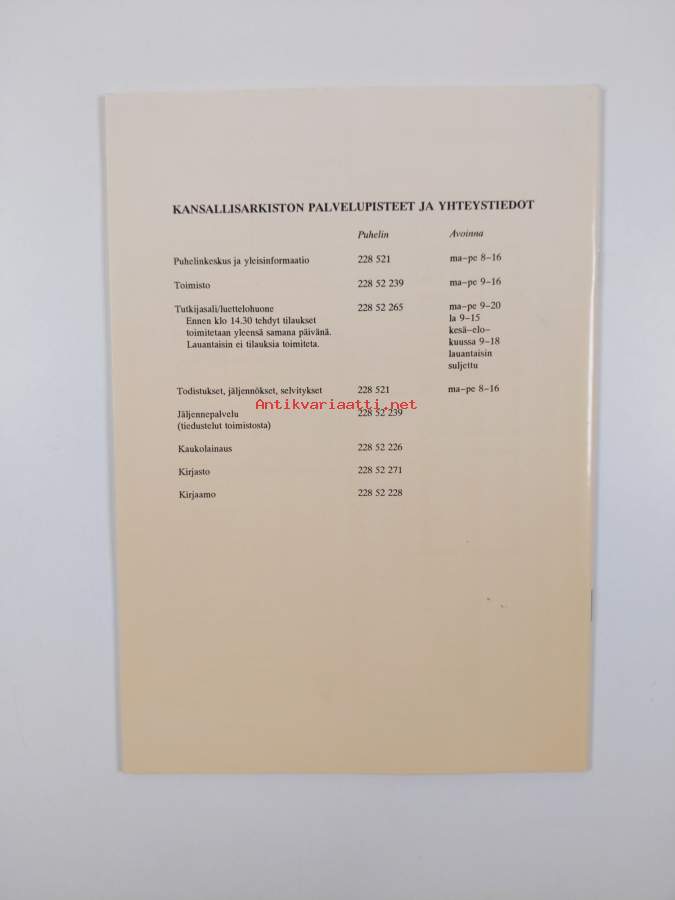 KANSALLISARKISTON PALVELUPISTEET JA YHTEYSTIEDOT
Puhelin Avoinna
Puhelinkeskus ja yleisinformaatio 228 521 ma–pe 8–16
Toimisto 228 52 239 ma–pe 9–16
Tutkijasali/luettelohuone 228 52 265 ma–pe 9–20
Ennen klo 14.30 tehdyt tilaukset la 9–15
toimitetaan yleensä samana päivänä. kesä–elo–
Lauantaisin ei tilauksia toimiteta. kuussa 9–18
lauantaisin
suljettu
Todistukset, jäljennökset, selvitykset 228 521 ma–pe 8–16
Antikvariaatti.net
Jäljennepalvelu 228 52 239
(tiedustelut toimistosta)
Kaukolainaus 228 52 226
Kirjasto 228 52 271
Kirjaamo 228 52 228